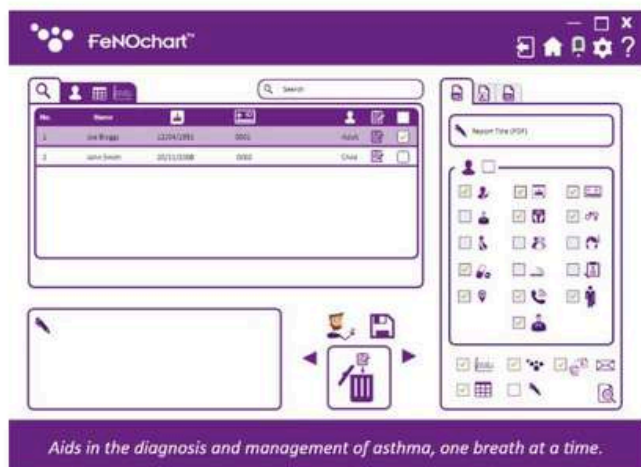 FeNOchart™
Search
No. Name
1 Joe Bloggs 12/04/1991 0001 Adult
2 John Smith 20/11/2008 0002 Child
Report Title (PDF)
Aids in the diagnosis and management of asthma, one breath at a time.